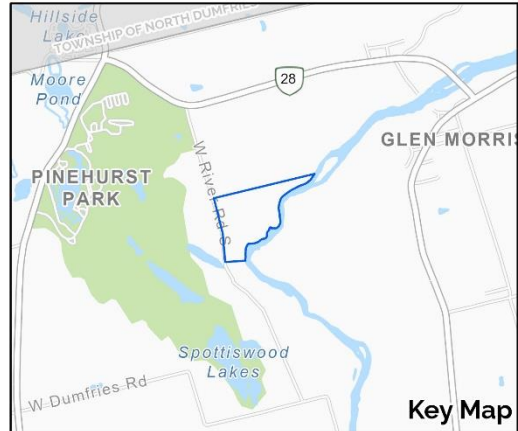 Hillside
Lake
TOWNSHIP OF NORTH DUMFRIES
Moore
Pond
28
GLEN MORRIS
PINEHURST
PARK
W River Rd S
Spottiswood
Lakes
W Dumfries Rd
Key Map